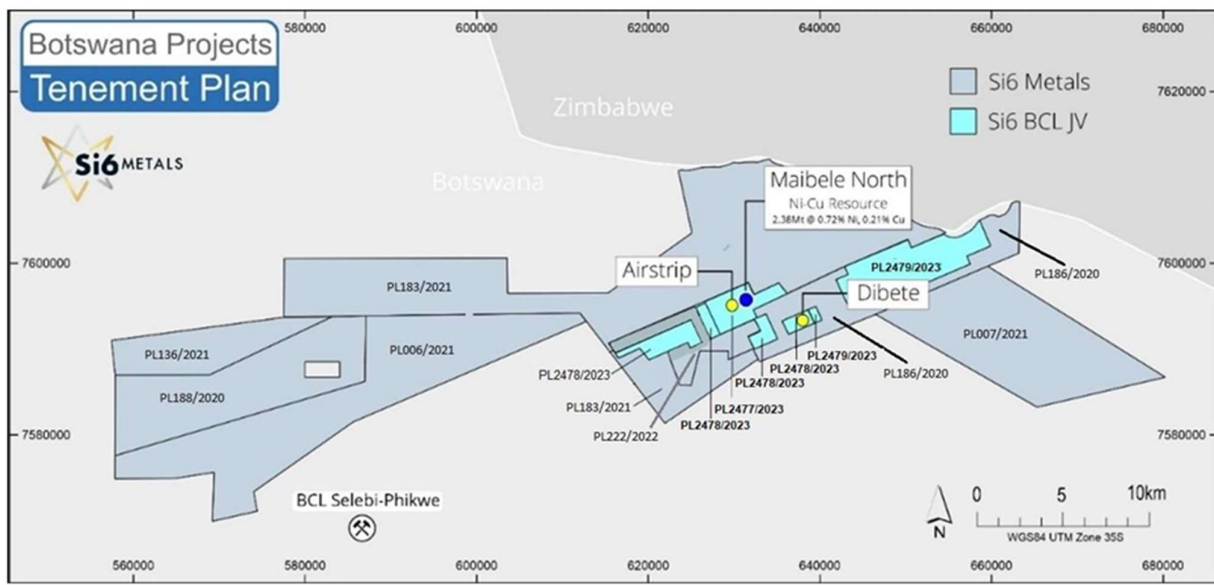 Botswana Projects
Tenement Plan
Si6 METALS
560000
580000
600000
620000
640000
660000
680000
7620000
7620000
Zimbabwe
Botswana
Si6 Metals
Si6 BCL JV
Maibele North
Ni-Cu Resource
2.38Mt @ 0.72% Ni, 0.21% Cu
7600000
7600000
Airstrip
PL2479/2023
PL186/2020
PL183/2021
Dibete
PL007/2021
PL136/2021
PL006/2021
PL2478/2023
PL2479/2023
PL2478/2023
PL2478/2023
PL186/2020
PL188/2020
PL183/2021
PL2477/2023
PL2478/2023
PL222/2022
7580000
7580000
BCL Selebi-Phikwe
N
0 5 10km
WGS84 UTM Zone 35S
560000
580000
600000
620000
640000
660000
680000